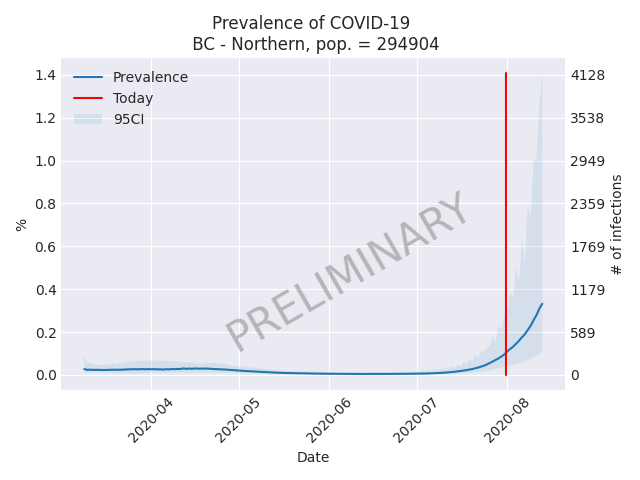 Prevalence of COVID-19
BC - Northern, pop. = 294904
Prevalence
Today
95CI
1.4
1.2
1.0
0.8
0.6
0.4
0.2
0.0
%
4128
3538
2949
2359
1769
1179
589
0
# of infections
PRELIMINARY
2020-04
2020-05
2020-06
2020-07
2020-08
Date